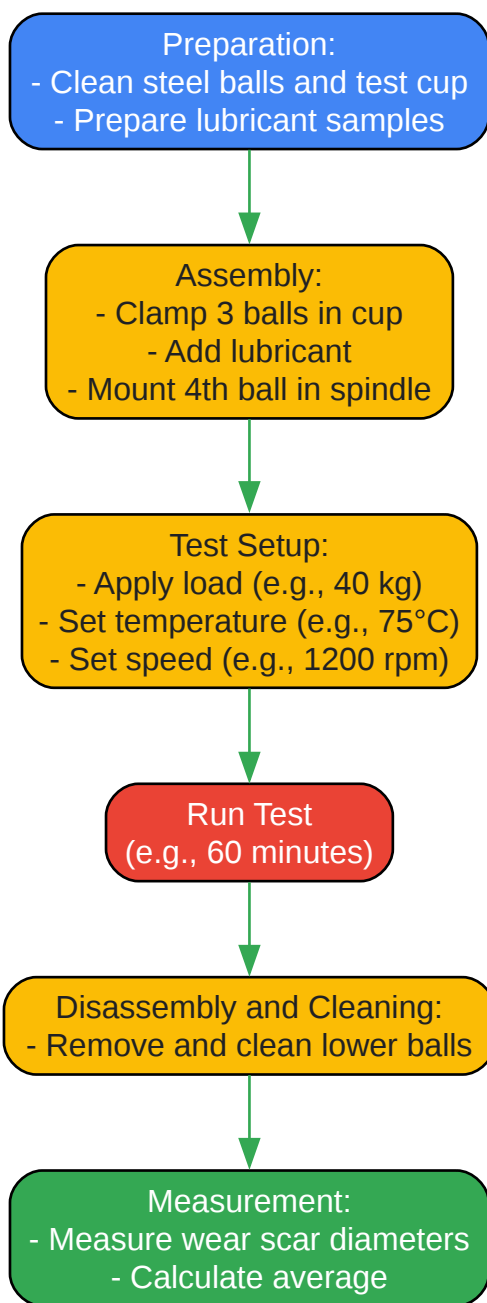 Preparation:
- Clean steel balls and test cup
- Prepare lubricant samples
Assembly:
- Clamp 3 balls in cup
- Add lubricant
- Mount 4th ball in spindle
Test Setup:
- Apply load (e.g., 40 kg)
- Set temperature (e.g., 75°C)
- Set speed (e.g., 1200 rpm)
Run Test
(e.g., 60 minutes)
Disassembly and Cleaning:
- Remove and clean lower balls
Measurement:
- Measure wear scar diameters
- Calculate average